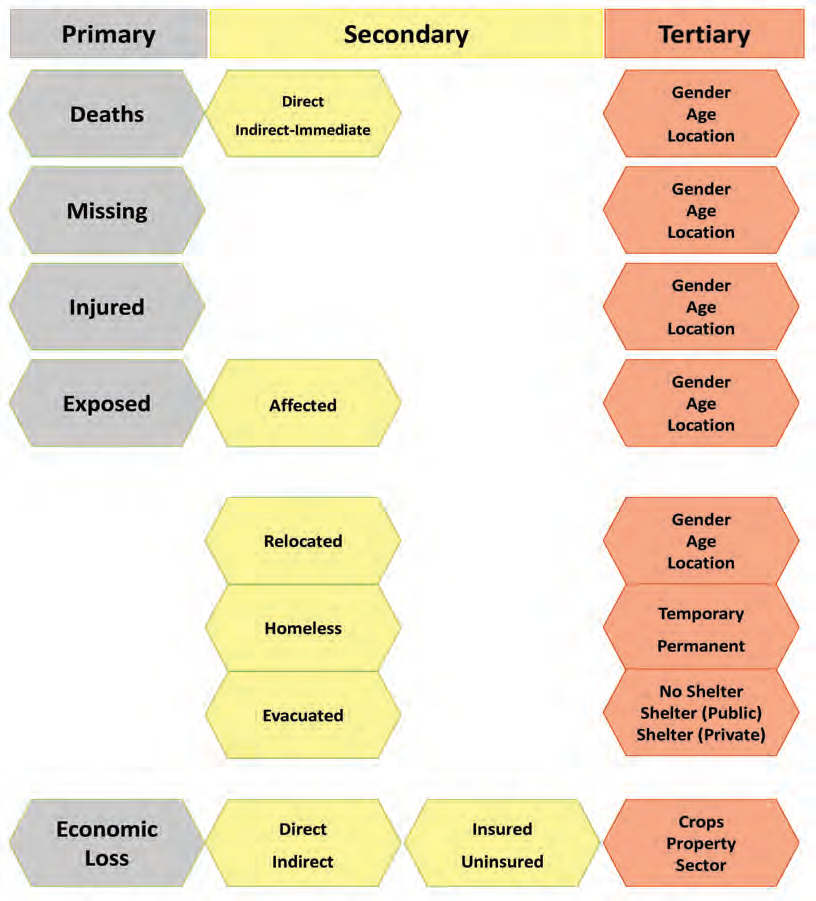 Primary
Secondary
Tertiary
Deaths
Direct
Indirect-Immediate
Gender
Age
Location
Missing
Gender
Age
Location
Injured
Gender
Age
Location
Exposed
Affected
Gender
Age
Location
Relocated
Gender
Age
Location
Homeless
Temporary
Permanent
Evacuated
No Shelter
Shelter (Public)
Shelter (Private)
Economic
Loss
Direct
Indirect
Insured
Uninsured
Crops
Property
Sector